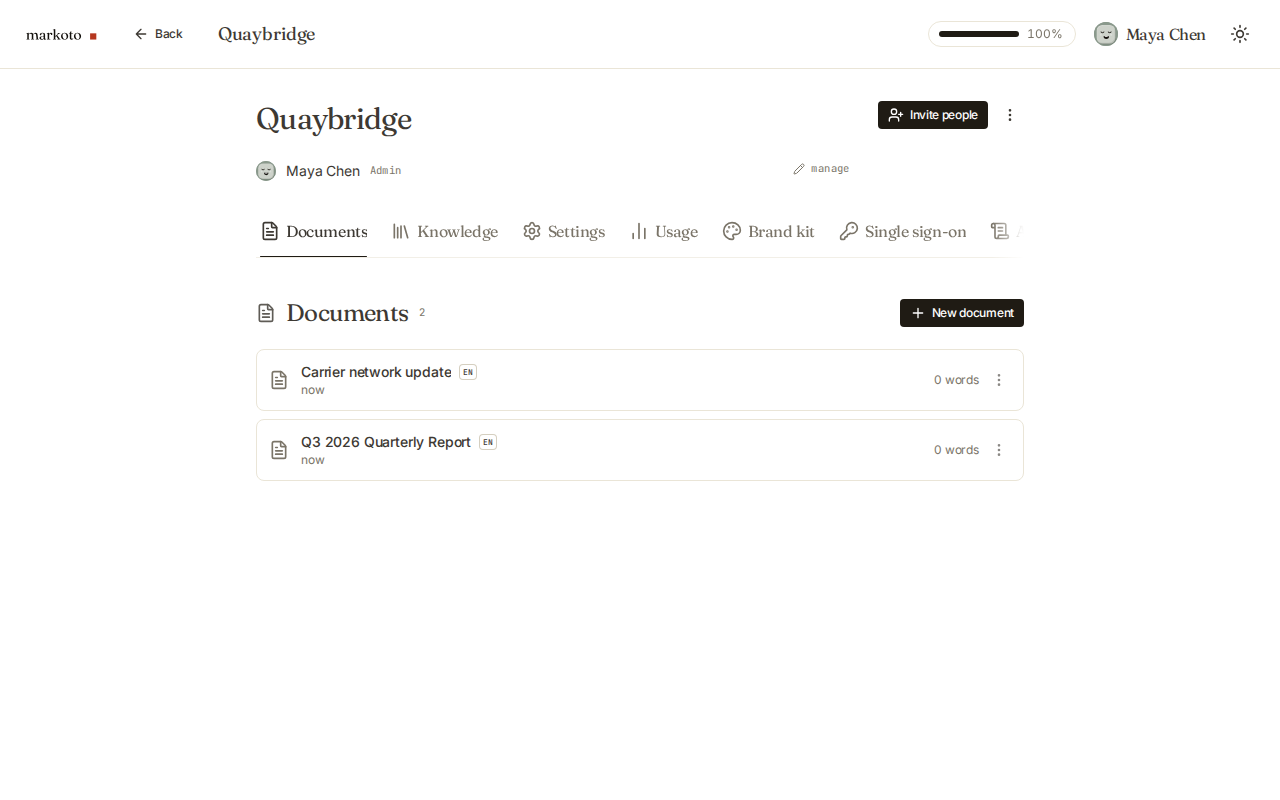 markoto
Back
Quaybridge
100%
Maya Chen
Quaybridge
Invite people
Maya Chen Admin
manage
Documents
Knowledge
Settings
Usage
Brand kit
Single sign-on
Documents 2
New document
Carrier network update EN
now
0 words
Q3 2026 Quarterly Report EN
now
0 words